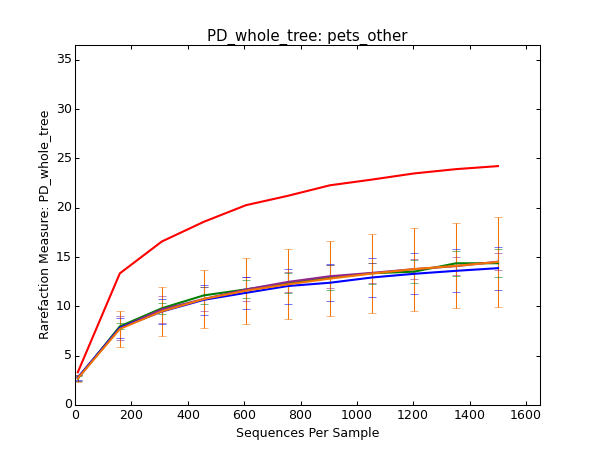 PD_whole_tree: pets_other
35
30
25
20
15
10
5
0
Rarefaction Measure: PD_whole_tree
0 200 400 600 800 1000 1200 1400 1600
Sequences Per Sample